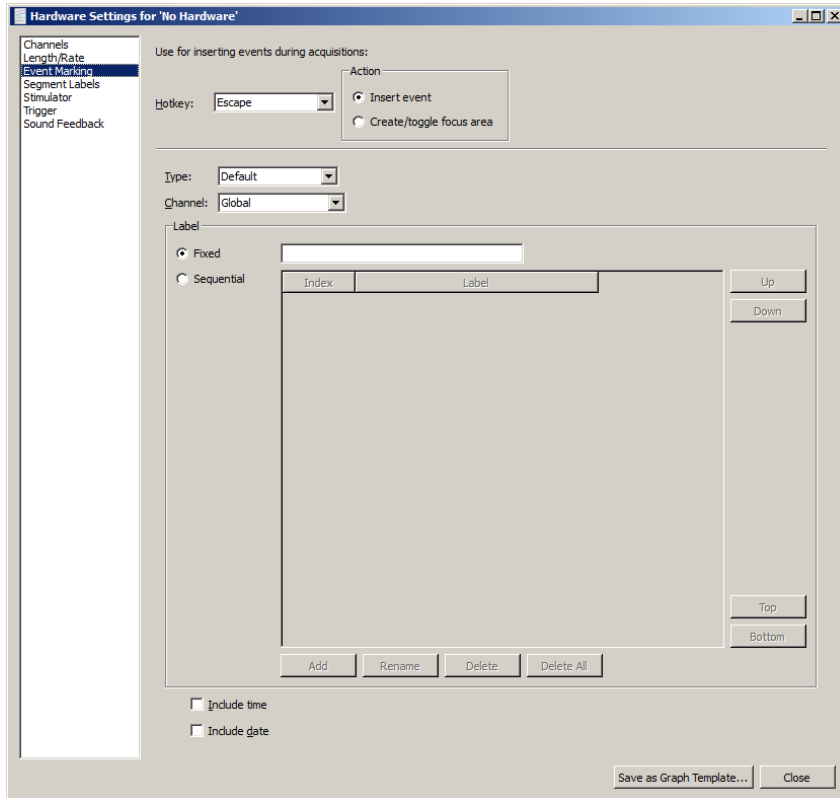 Hardware Settings for 'No Hardware'
Channels
Length/Rate
Event Marking
Segment Labels
Stimulator
Trigger
Sound Feedback
Use for inserting events during acquisitions:
Hotkey: Escape
Action
Insert event
Create/toggle focus area
Type: Default
Channel: Global
Label
Fixed
Sequential
Index Label
Up
Down
Top
Bottom
Add Rename Delete Delete All
Include time
Include date
Save as Graph Template... Close